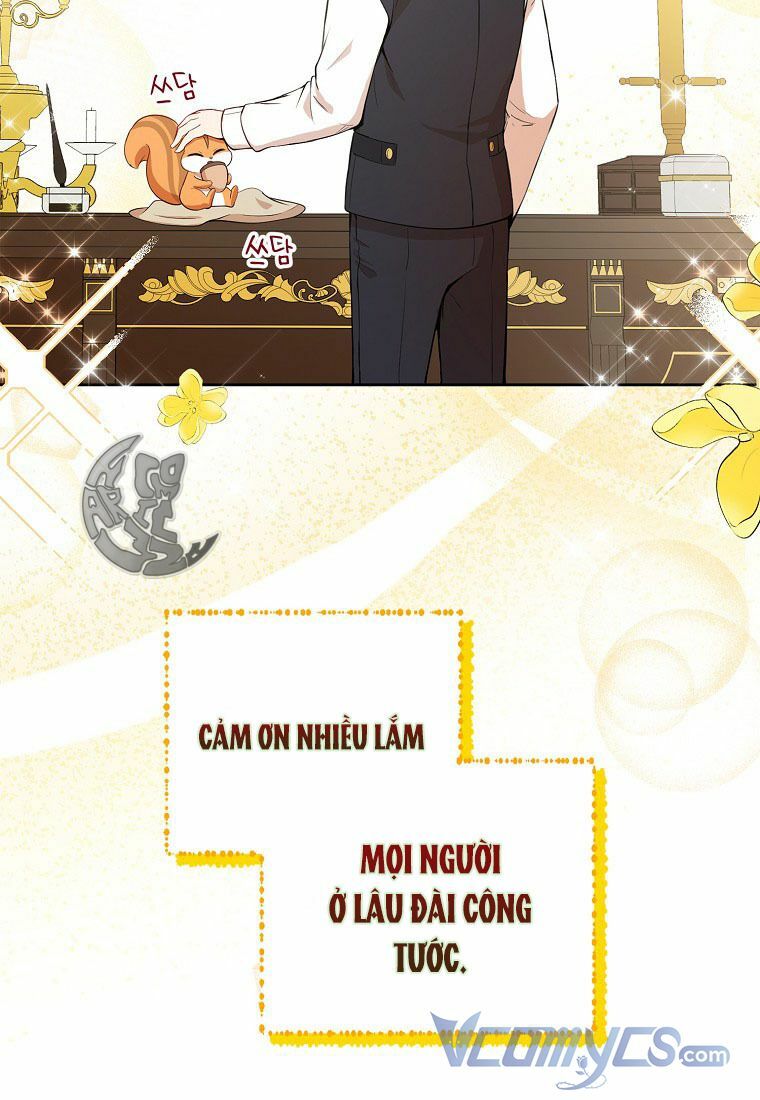 쓰담
쓰담
CẢM ƠN NHIỀU LẮM
MỌI NGƯỜI
Ở LÂU ĐÀI CÔNG
TƯỚC.
VCOMYCS.com